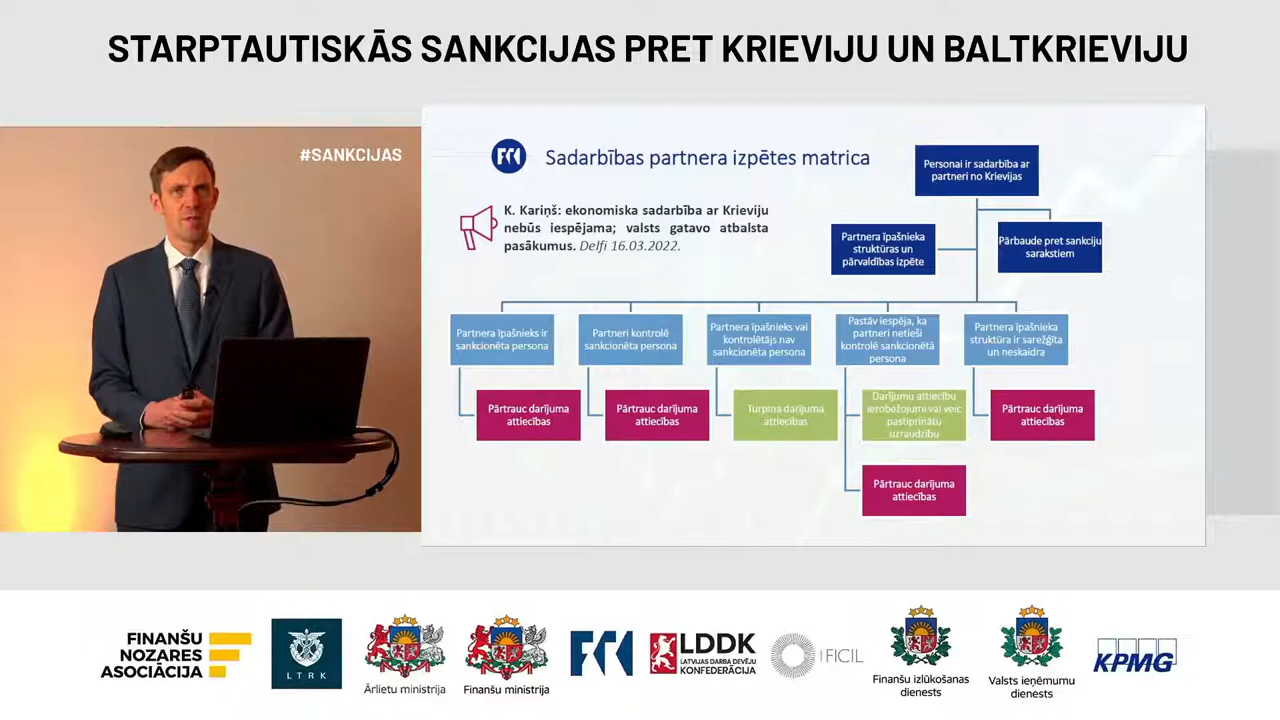 STARPTAUTISKĀS SANKCIJAS PRET KRIEVIJU UN BALTKRIEVIJU
#SANKCIJAS
Sadarbības partnera izpētes matrica
K. Kariņš: ekonomiska sadarbība ar Krieviju
nebūs iespējama; valsts gatavo atbalsta
pasākumus. Delfi 16.03.2022.
Personai ir sadarbība ar
partneri no Krievijas
Partnera īpašnieka
struktūras un
pārvaldības izpēte
Pārbaude pret sankciju
sarakstiem
Partnera īpašnieks ir
sankcionēta persona
Partneri kontrolē
sankcionēta persona
Partnera īpašnieks vai
kontrolētājs nav
sankcionēta persona
Pastāv iespēja, ka
partneri netieši
kontrolē sankcionētā
persona
Partnera īpašnieka
struktūra ir sarežģīta
un neskaidra
Pārtrauc darījuma
attiecības
Pārtrauc darījuma
attiecības
Turpina darījuma
attiecības
Darījumu attiecību
ierobežojumi vai veic
pastiprinātu
uzraudzību
Pārtrauc darījuma
attiecības
Pārtrauc darījuma
attiecības
FINANŠU
NOZARES
ASOCIĀCIJA
LTRK
Ārlietu ministrija
Finanšu ministrija
LDDK
LATVIJAS DARBA DEVĒJU
KONFEDERĀCIJA
FICIL
Finanšu izlūkošanas
dienests
Valsts ieņēmumu
dienests
KPMG